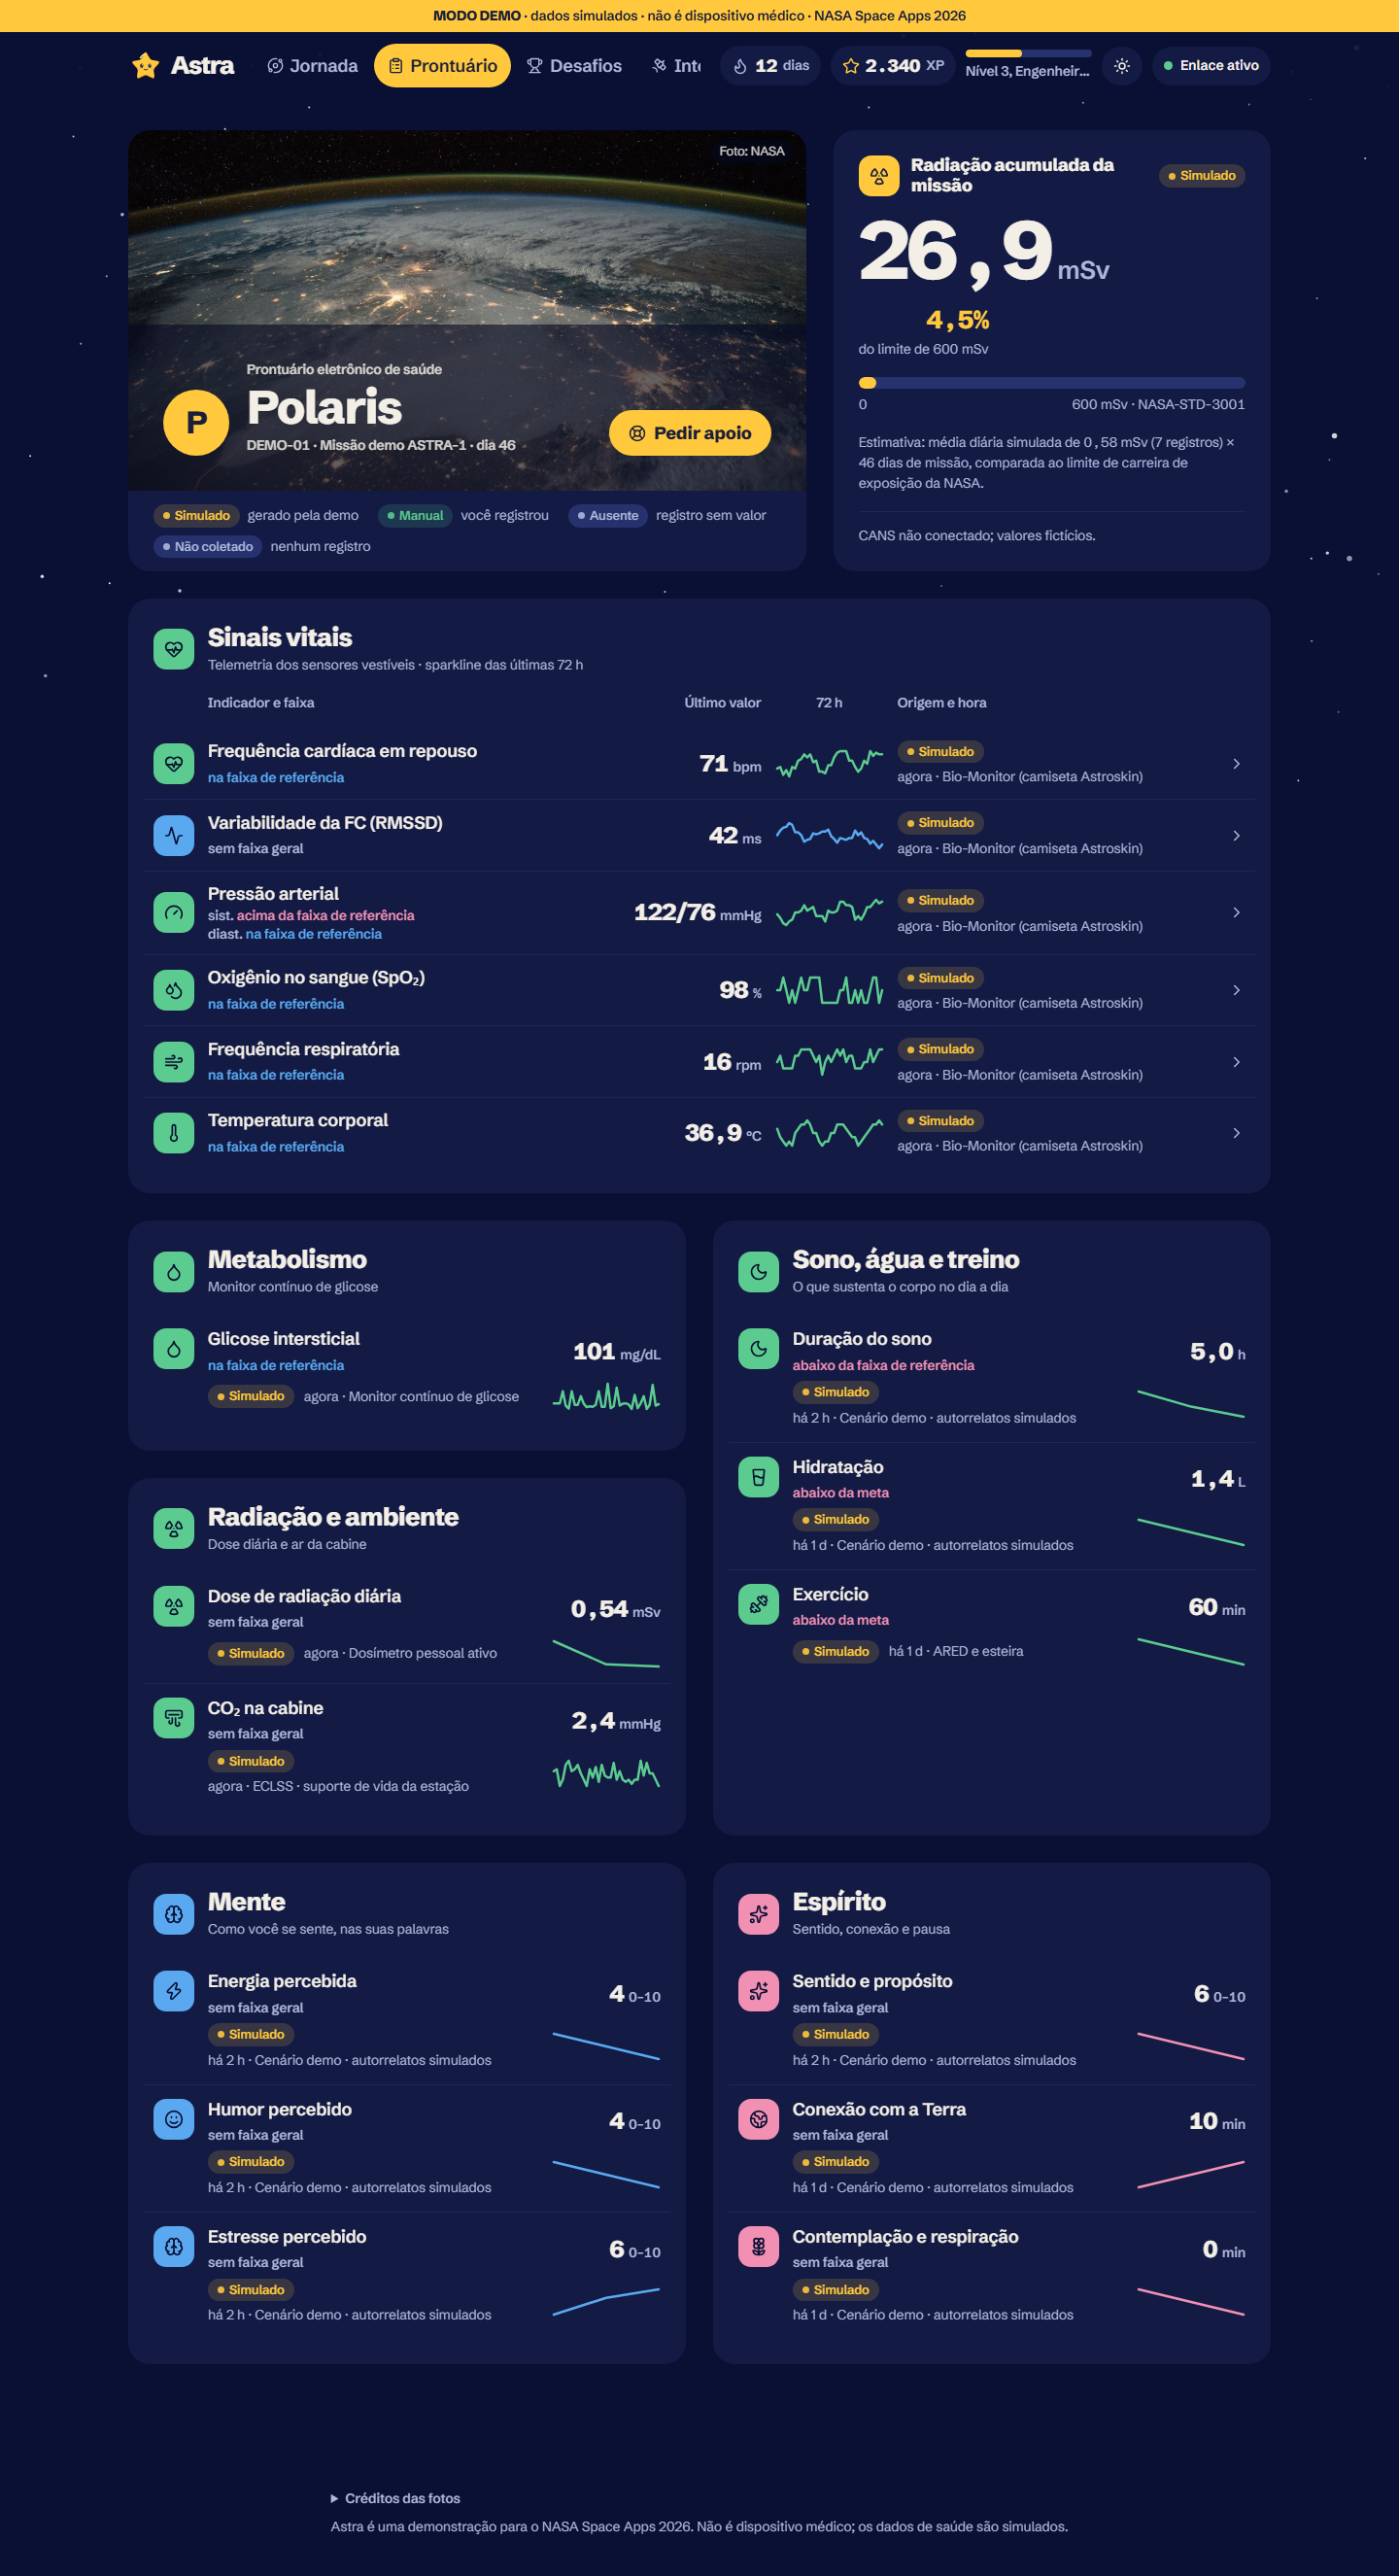 MODO DEMO · dados simulados · não é dispositivo médico · NASA Space Apps 2026
Astra
Jornada
Prontuário
Desafios
Inte
12 dias
2.340 XP
Nível 3, Engenheir...
Enlace ativo
Foto: NASA
Prontuário eletrônico de saúde
P
Polaris
DEMO-01 · Missão demo ASTRA-1 · dia 46
Pedir apoio
Simulado gerado pela demo
Manual você registrou
Ausente registro sem valor
Não coletado nenhum registro
Radiação acumulada da
missão
Simulado
26,9 mSv
4,5%
do limite de 600 mSv
0
600 mSv · NASA-STD-3001
Estimativa: média diária simulada de 0,58 mSv (7 registros) ×
46 dias de missão, comparada ao limite de carreira de
exposição da NASA.
CANS não conectado; valores fictícios.
Sinais vitais
Telemetria dos sensores vestíveis · sparkline das últimas 72 h
Indicador e faixa
Último valor
72 h
Origem e hora
Frequência cardíaca em repouso
na faixa de referência
71 bpm
Simulado
agora · Bio-Monitor (camiseta Astroskin)
Variabilidade da FC (RMSSD)
sem faixa geral
42 ms
Simulado
agora · Bio-Monitor (camiseta Astroskin)
Pressão arterial
sist. acima da faixa de referência
diast. na faixa de referência
122/76 mmHg
Simulado
agora · Bio-Monitor (camiseta Astroskin)
Oxigênio no sangue (SpO₂)
na faixa de referência
98 %
Simulado
agora · Bio-Monitor (camiseta Astroskin)
Frequência respiratória
na faixa de referência
16 rpm
Simulado
agora · Bio-Monitor (camiseta Astroskin)
Temperatura corporal
na faixa de referência
36,9 °C
Simulado
agora · Bio-Monitor (camiseta Astroskin)
Metabolismo
Monitor contínuo de glicose
Glicose intersticial
na faixa de referência
101 mg/dL
Simulado
agora · Monitor contínuo de glicose
Radiação e ambiente
Dose diária e ar da cabine
Dose de radiação diária
sem faixa geral
0,54 mSv
Simulado
agora · Dosímetro pessoal ativo
CO₂ na cabine
sem faixa geral
2,4 mmHg
Simulado
agora · ECLSS · suporte de vida da estação
Sono, água e treino
O que sustenta o corpo no dia a dia
Duração do sono
abaixo da faixa de referência
5,0 h
Simulado
há 2 h · Cenário demo · autorrelatos simulados
Hidratação
abaixo da meta
1,4 L
Simulado
há 1 d · Cenário demo · autorrelatos simulados
Exercício
abaixo da meta
60 min
Simulado
há 1 d · ARED e esteira
Mente
Como você se sente, nas suas palavras
Energia percebida
sem faixa geral
4 0-10
Simulado
há 2 h · Cenário demo · autorrelatos simulados
Humor percebido
sem faixa geral
4 0-10
Simulado
há 2 h · Cenário demo · autorrelatos simulados
Estresse percebido
sem faixa geral
6 0-10
Simulado
há 2 h · Cenário demo · autorrelatos simulados
Espírito
Sentido, conexão e pausa
Sentido e propósito
sem faixa geral
6 0-10
Simulado
há 2 h · Cenário demo · autorrelatos simulados
Conexão com a Terra
sem faixa geral
10 min
Simulado
há 1 d · Cenário demo · autorrelatos simulados
Contemplação e respiração
sem faixa geral
0 min
Simulado
há 1 d · Cenário demo · autorrelatos simulados
Créditos das fotos
Astra é uma demonstração para o NASA Space Apps 2026. Não é dispositivo médico; os dados de saúde são simulados.